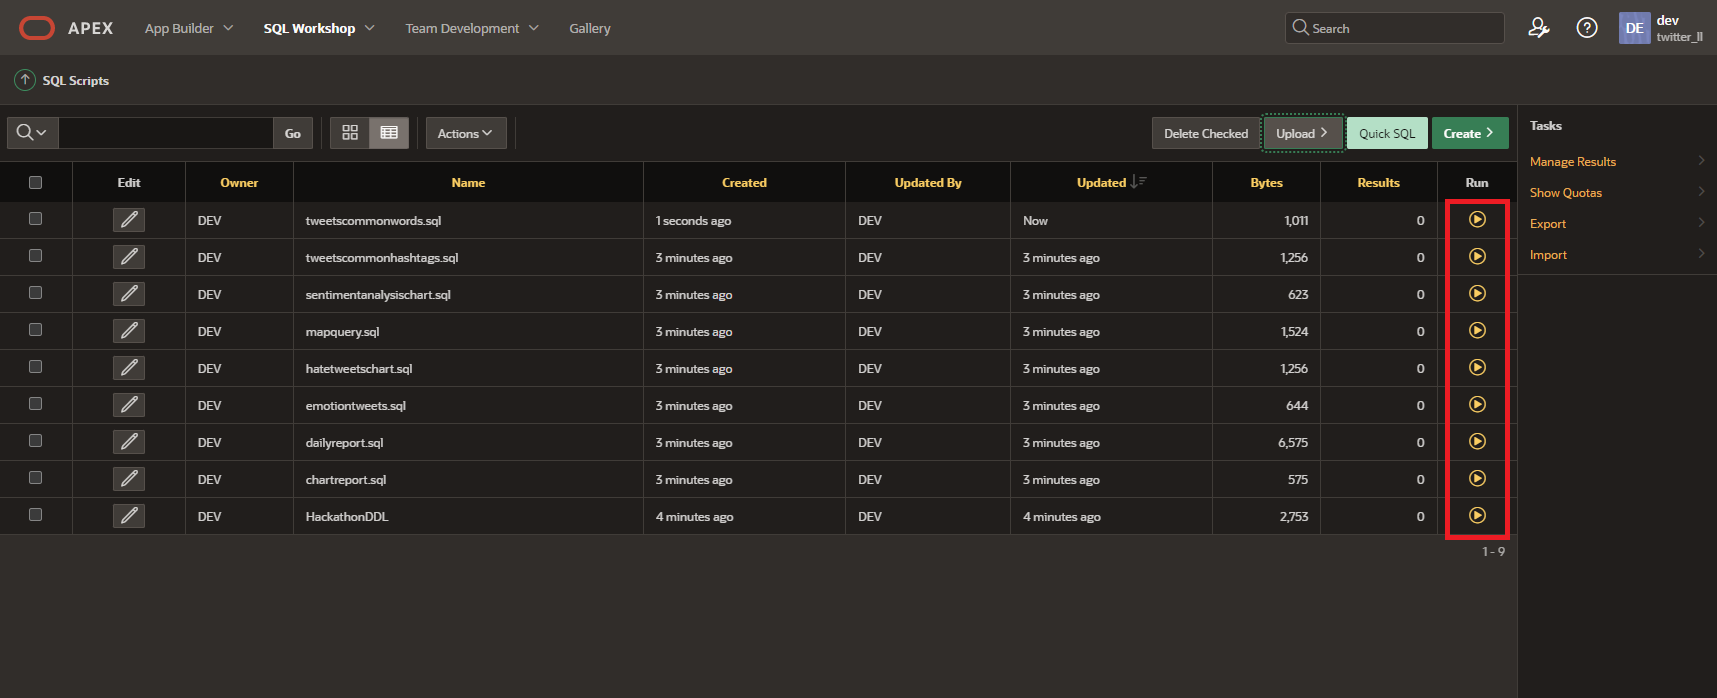 APEX App Builder SQL Workshop Team Development Gallery Search DE dev twitter_ll
SQL Scripts
Go Actions Delete Checked Upload Quick SQL Create
Edit Owner Name Created Updated By Updated Bytes Results Run
DEV tweetscommonwords.sql 1 seconds ago DEV Now 1,011 0
DEV tweetscommonhashtags.sql 3 minutes ago DEV 3 minutes ago 1,256 0
DEV sentimentanalysischart.sql 3 minutes ago DEV 3 minutes ago 623 0
DEV mapquery.sql 3 minutes ago DEV 3 minutes ago 1,524 0
DEV hatetweetschart.sql 3 minutes ago DEV 3 minutes ago 1,256 0
DEV emotiontweets.sql 3 minutes ago DEV 3 minutes ago 644 0
DEV dailyreport.sql 3 minutes ago DEV 3 minutes ago 6,575 0
DEV chartreport.sql 3 minutes ago DEV 3 minutes ago 575 0
DEV HackathonDDL 4 minutes ago DEV 4 minutes ago 2,753 0
1 - 9
Tasks
Manage Results
Show Quotas
Export
Import